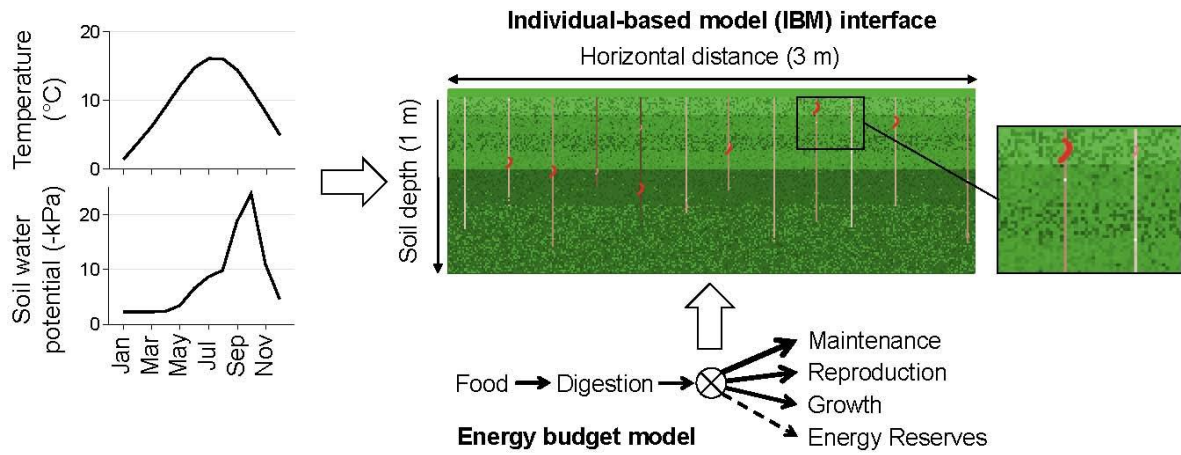 Individual-based model (IBM) interface
Horizontal distance (3 m)
Soil depth (1 m)
Temperature
(°C)
20
10
0
Soil water
potential (-kPa)
20
10
0
Jan
Mar
May
Jul
Sep
Nov
Food
Digestion
Maintenance
Reproduction
Growth
Energy Reserves
Energy budget model